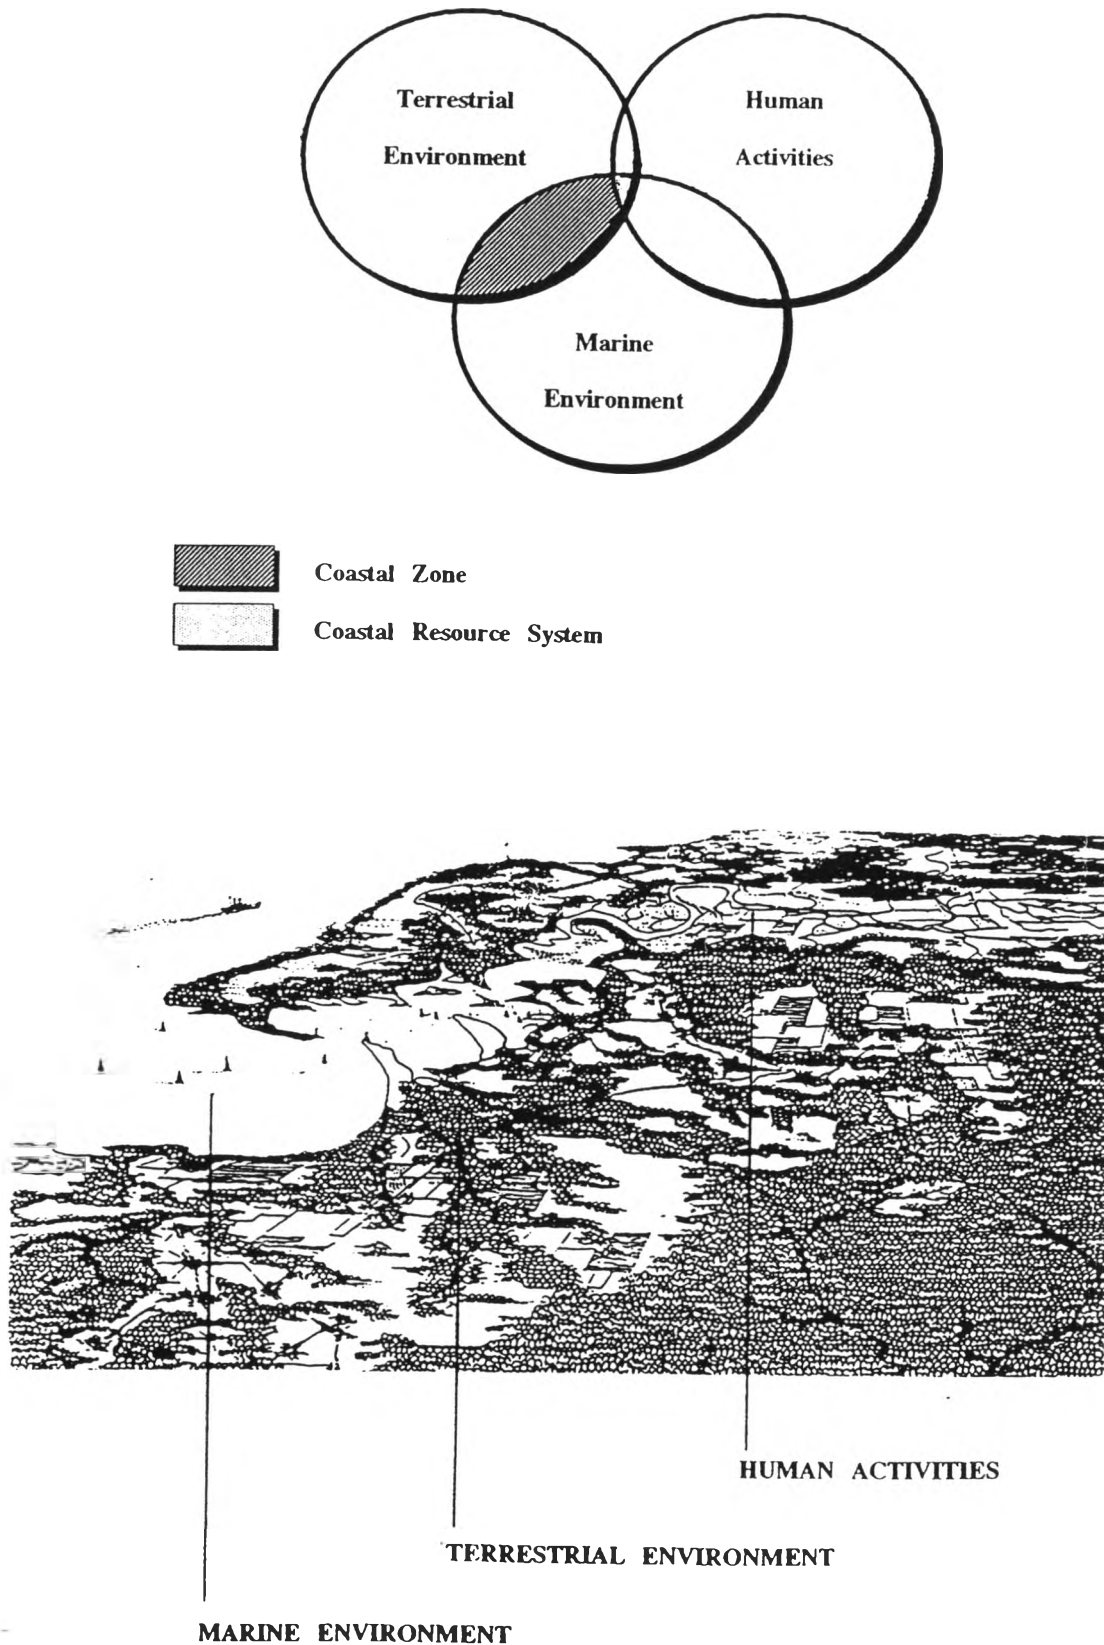 Terrestrial
Environment
Human
Activities
Marine
Environment
Coastal Zone
Coastal Resource System
HUMAN ACTIVITIES
TERRESTRIAL ENVIRONMENT
MARINE ENVIRONMENT